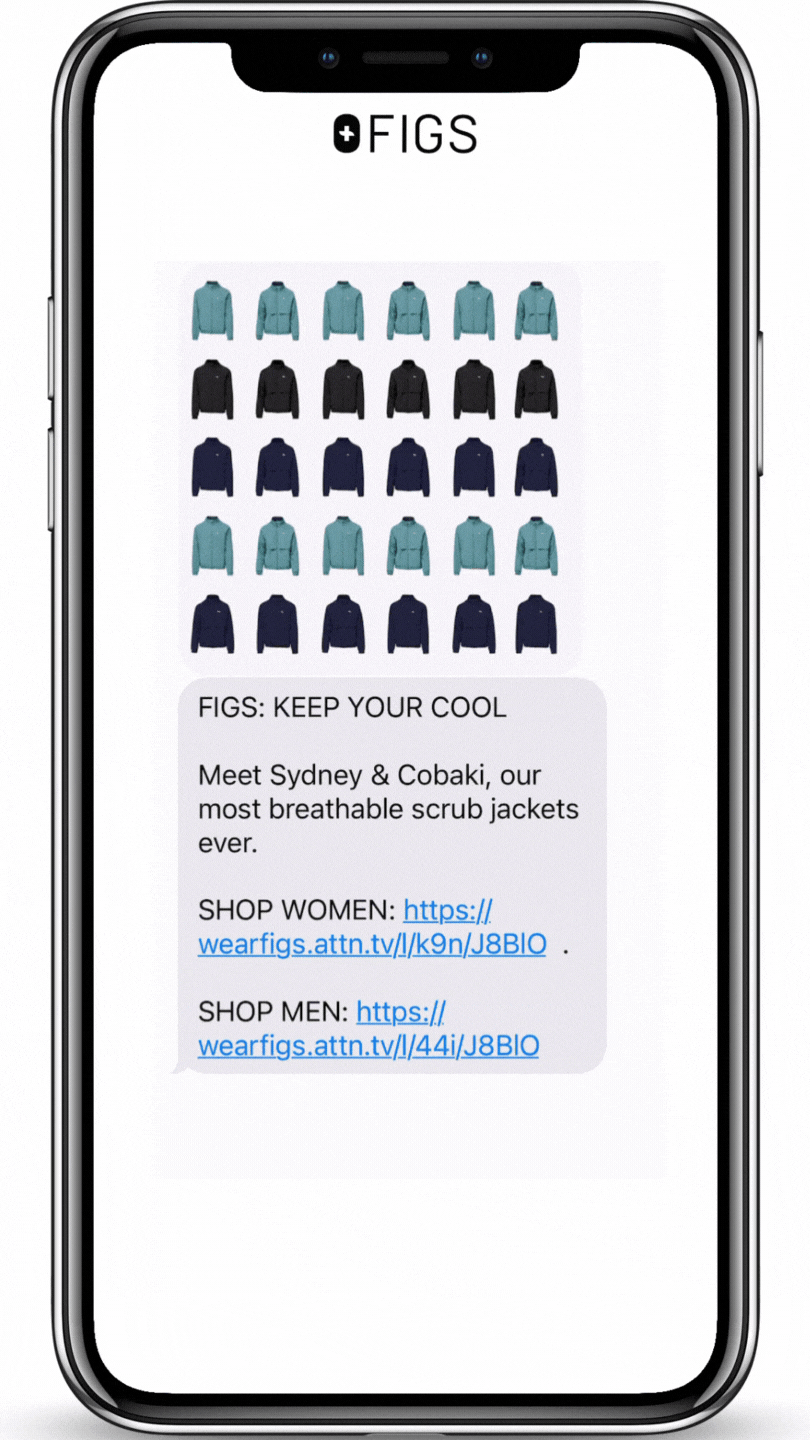 FIGS
FIGS: KEEP YOUR COOL
Meet Sydney & Cobaki, our
most breathable scrub jackets
ever.
SHOP WOMEN: https://
wearfigs.attn.tv/l/k9n/J8BlO .
SHOP MEN: https://
wearfigs.attn.tv/l/44i/J8BlO